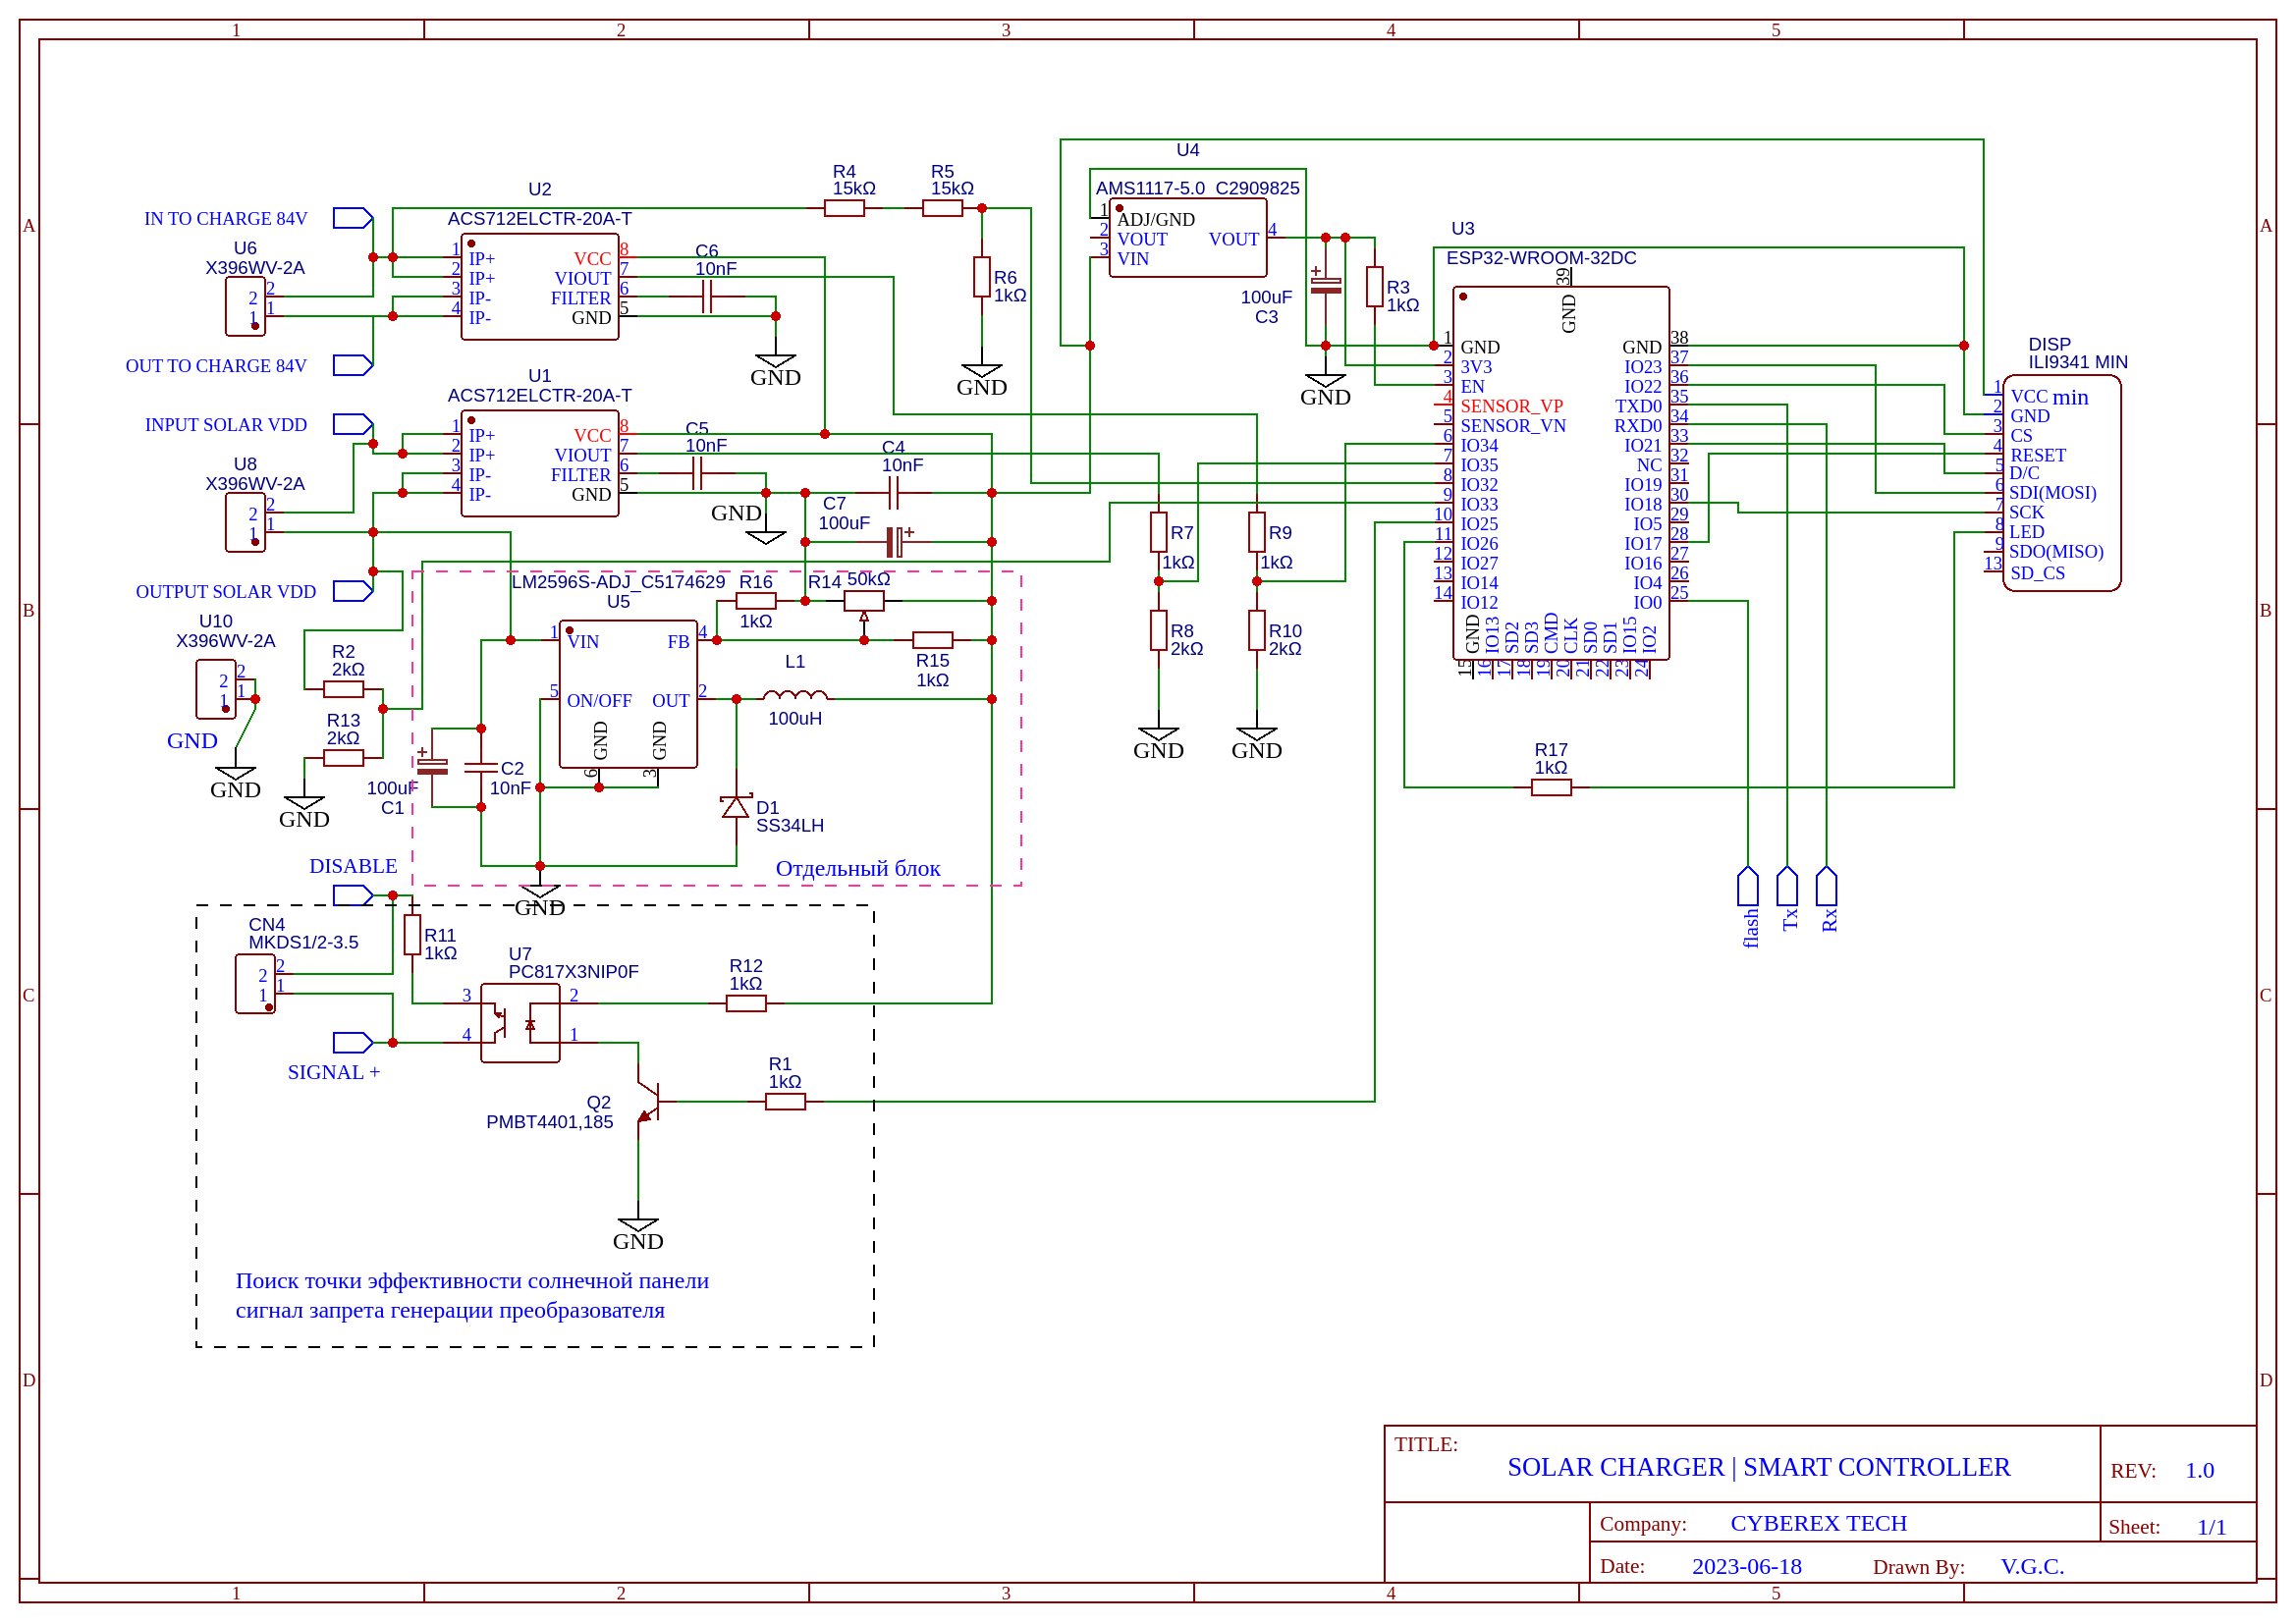 1 2 3 4 5
A
A
B
B
C
C
D
D
U4
AMS1117-5.0 C2909825
1 ADJ/GND
2 VOUT
3 VIN
VOUT 4
R4
15kΩ
R5
15kΩ
IN TO CHARGE 84V
U6
X396WV-2A
2 2
1 1
OUT TO CHARGE 84V
U2
ACS712ELCTR-20A-T
1 IP+
2 IP+
3 IP-
4 IP-
VCC 8
VIOUT 7
FILTER 6
GND 5
C6
10nF
GND
R6
1kΩ
GND
100uF
C3
R3
1kΩ
GND
U3
ESP32-WROOM-32DC
39
GND
1 GND
2 3V3
3 EN
4 SENSOR_VP
5 SENSOR_VN
6 IO34
7 IO35
8 IO32
9 IO33
10 IO25
11 IO26
12 IO27
13 IO14
14 IO12
GND 38
IO23 37
IO22 36
TXD0 35
RXD0 34
IO21 33
NC 32
IO19 31
IO18 30
IO5 29
IO17 28
IO16 27
IO4 26
IO0 25
GND IO13 SD2 SD3 CMD CLK SD0 SD1 IO15 IO2
15 16 17 18 19 20 21 22 23 24
DISP
ILI9341 MIN
1 VCC min
2 GND
3 CS
4 RESET
5 D/C
6 SDI(MOSI)
7 SCK
8 LED
9 SDO(MISO)
13 SD_CS
INPUT SOLAR VDD
U8
X396WV-2A
2 2
1 1
OUTPUT SOLAR VDD
U1
ACS712ELCTR-20A-T
1 IP+
2 IP+
3 IP-
4 IP-
VCC 8
VIOUT 7
FILTER 6
GND 5
C5
10nF
GND
C4
10nF
C7
100uF
R7
1kΩ
R8
2kΩ
GND
R9
1kΩ
R10
2kΩ
GND
U10
X396WV-2A
2 2
1 1
GND
GND
R2
2kΩ
R13
2kΩ
GND
LM2596S-ADJ_C5174629
U5
1 VIN
5 ON/OFF
FB 4
OUT 2
GND
6
GND
3
R16
1kΩ
R14 50kΩ
R15
1kΩ
L1
100uH
100uF
C1
C2
10nF
D1
SS34LH
Отдельный блок
GND
R17
1kΩ
flash
Tx
Rx
DISABLE
CN4
MKDS1/2-3.5
2 2
1 1
SIGNAL +
R11
1kΩ
U7
PC817X3NIP0F
3
4
2
1
R12
1kΩ
R1
1kΩ
Q2
PMBT4401,185
GND
Поиск точки эффективности солнечной панели
сигнал запрета генерации преобразователя
TITLE:
SOLAR CHARGER | SMART CONTROLLER
REV: 1.0
Company: CYBEREX TECH
Sheet: 1/1
Date: 2023-06-18
Drawn By: V.G.C.
1 2 3 4 5